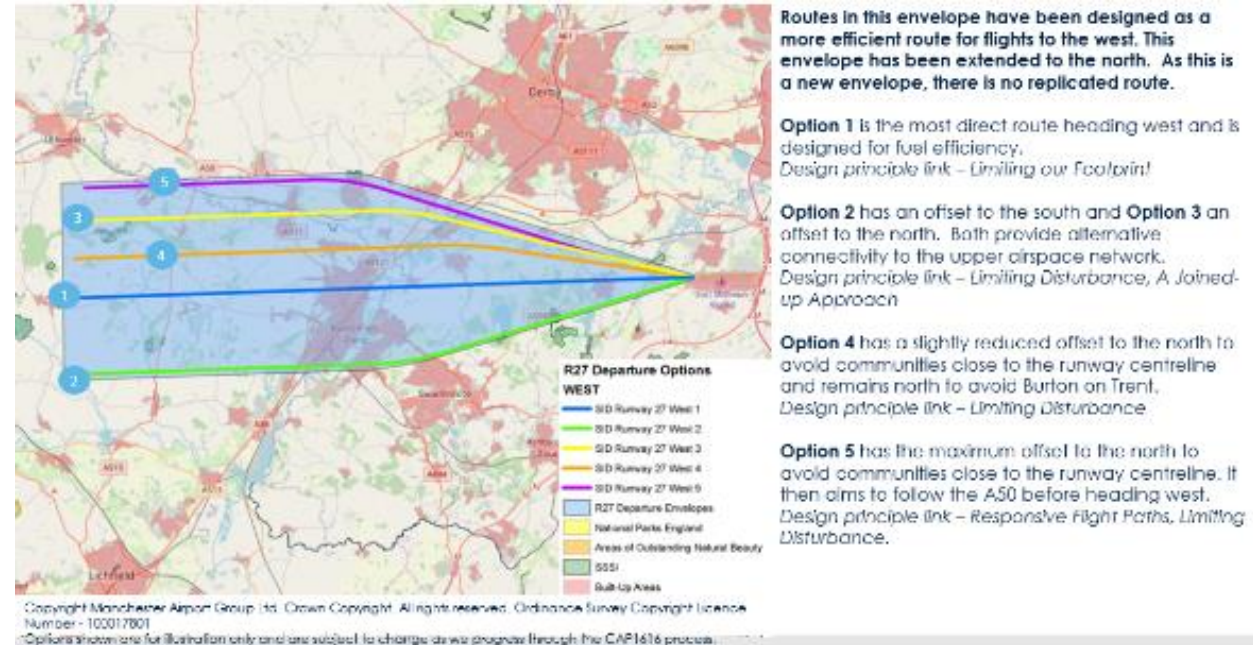 Derby
A50
Lichfield
5
3
4
1
2
R27 Departure Options
WEST
SID Runway 27 West 1
SID Runway 27 West 2
SID Runway 27 West 3
SID Runway 27 West 4
SID Runway 27 West 5
R27 Departure Envelopes
National Parks England
Areas of Outstanding Natural Beauty
SSSI
Built-Up Areas
Copyright Manchester Airport Group Ltd. Crown Copyright. All rights reserved. Ordinance Survey Copyright Licence
Number - 100017801
Options shown are for illustration only and are subject to change as we progress through the CAP1616 process.
Routes in this envelope have been designed as a
more efficient route for flights to the west. This
envelope has been extended to the north. As this is
a new envelope, there is no replicated route.
Option 1 is the most direct route heading west and is
designed for fuel efficiency.
Design principle link – Limiting our Footprint
Option 2 has an offset to the south and Option 3 an
offset to the north. Both provide alternative
connectivity to the upper airspace network.
Design principle link – Limiting Disturbance, A Joined-
up Approach
Option 4 has a slightly reduced offset to the north to
avoid communities close to the runway centreline
and remains north to avoid Burton on Trent.
Design principle link – Limiting Disturbance
Option 5 has the maximum offset to the north to
avoid communities close to the runway centreline. It
then aims to follow the A50 before heading west.
Design principle link – Responsive Flight Paths, Limiting
Disturbance.